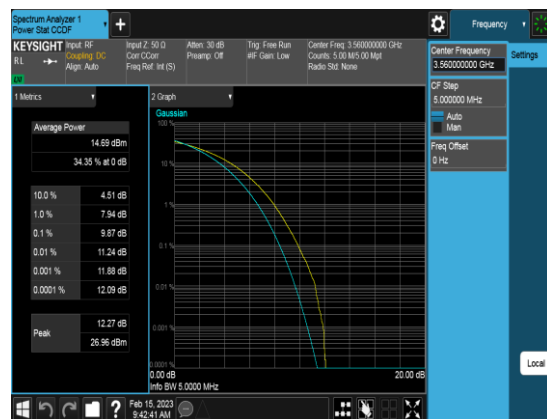 Spectrum Analyzer 1
Power Stat CCDF
+
Frequency
KEYSIGHT
RL
Input: RF
Coupling: DC
Align: Auto
Input Z: 50 Ω
Corr CCorr
Freq Ref: Int (S)
Atten: 30 dB
Preamp: Off
Trig: Free Run
#IF Gain: Low
Center Freq: 3.560000000 GHz
Counts: 5.00 M/5.00 Mpt
Radio Std: None
Center Frequency
3.560000000 GHz
Settings
CF Step
5.000000 MHz
Auto
Man
Freq Offset
0 Hz
1 Metrics
2 Graph
Gaussian
Average Power
14.69 dBm
34.35 % at 0 dB
10.0 % 4.51 dB
1.0 % 7.94 dB
0.1 % 9.87 dB
0.01 % 11.24 dB
0.001 % 11.88 dB
0.0001 % 12.09 dB
Peak
12.27 dB
26.96 dBm
100 %
10 %
1 %
0.1 %
0.01 %
0.001 %
0.0001 %
0.00 dB
20.00 dB
Info BW 5.0000 MHz
Local
?
Feb 15, 2023
9:42:41 AM